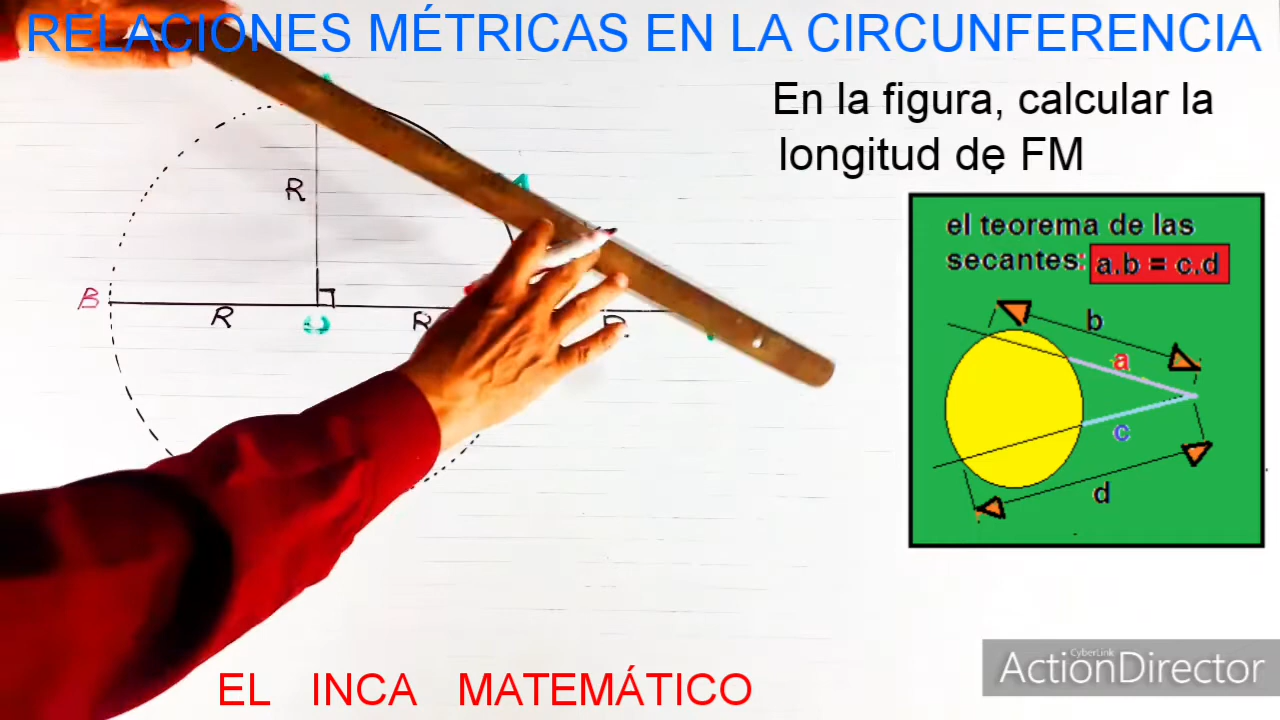 RELACIONES MÉTRICAS EN LA CIRCUNFERENCIA
En la figura, calcular la
longitud de FM
el teorema de las
secantes: a.b = c.d
b
a
c
d
R
B
R
R
EL INCA MATEMÁTICO
CyberLink
ActionDirector